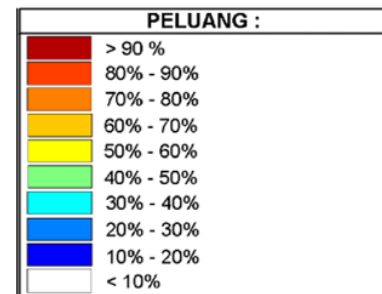 PELUANG :
> 90 %
80% - 90%
70% - 80%
60% - 70%
50% - 60%
40% - 50%
30% - 40%
20% - 30%
10% - 20%
< 10%